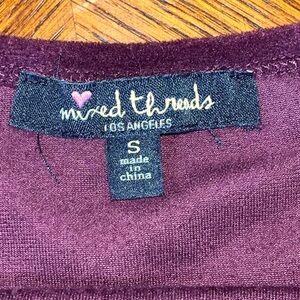 mixed threads
LOS ANGELES
S
made
in
china